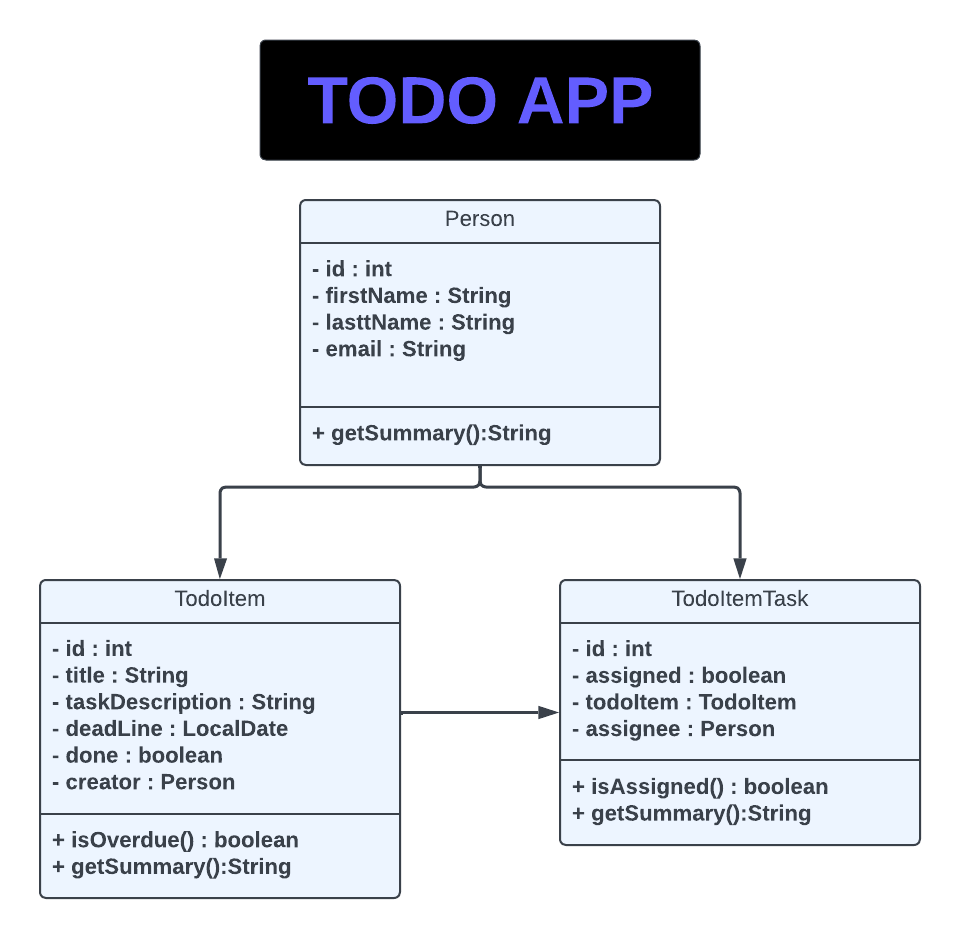 TODO APP
Person
- id : int
- firstName : String
- lasttName : String
- email : String
+ getSummary():String
TodoItem
- id : int
- title : String
- taskDescription : String
- deadLine : LocalDate
- done : boolean
- creator : Person
+ isOverdue() : boolean
+ getSummary():String
TodoItemTask
- id : int
- assigned : boolean
- todoItem : TodoItem
- assignee : Person
+ isAssigned() : boolean
+ getSummary():String